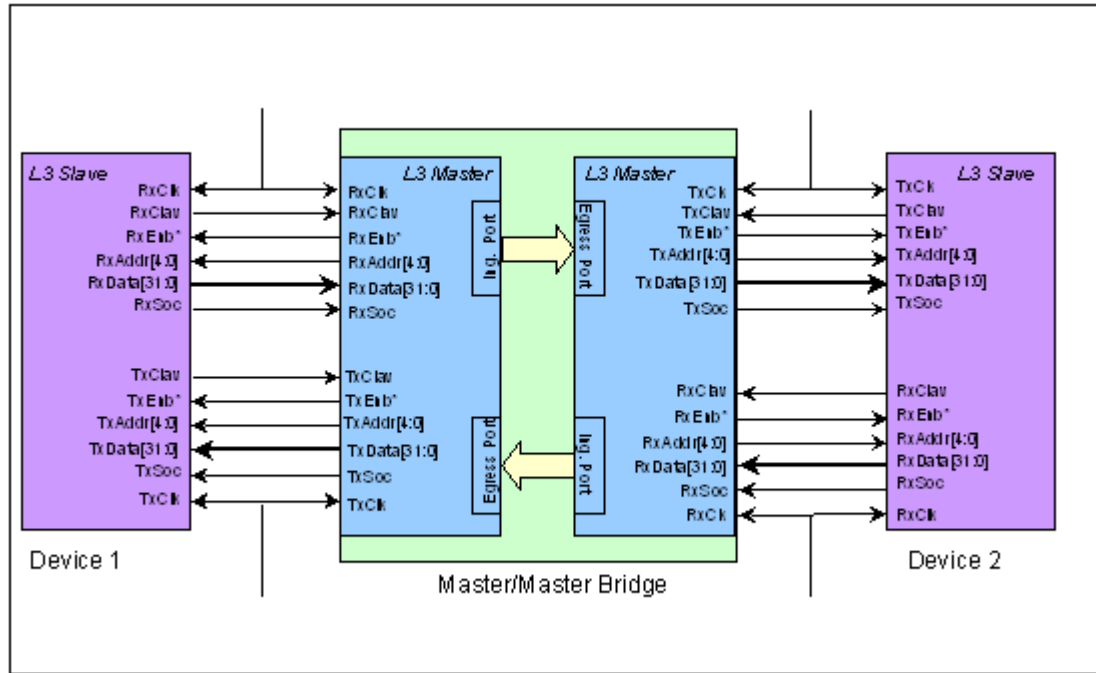 L3 Slave
RxClk
RxClav
RxEnb*
RxAddr[4:0]
RxData[31:0]
RxSoc
TxClav
TxEnb*
TxAddr[4:0]
TxData[31:0]
TxSoc
TxClk
Device 1
L3 Master
RxClk
RxClav
RxEnb*
RxAddr[4:0]
RxData[31:0]
RxSoc
TxClav
TxEnb*
TxAddr[4:0]
TxData[31:0]
TxSoc
TxClk
Ing. Port
Egress Port
L3 Master
Egress Port
Ing. Port
TxClk
TxClav
TxEnb*
TxAddr[4:0]
TxData[31:0]
TxSoc
RxClav
RxEnb*
RxAddr[4:0]
RxData[31:0]
RxSoc
RxClk
Master/Master Bridge
L3 Slave
TxClk
TxClav
TxEnb*
TxAddr[4:0]
TxData[31:0]
TxSoc
RxClav
RxEnb*
RxAddr[4:0]
RxData[31:0]
RxSoc
RxClk
Device 2